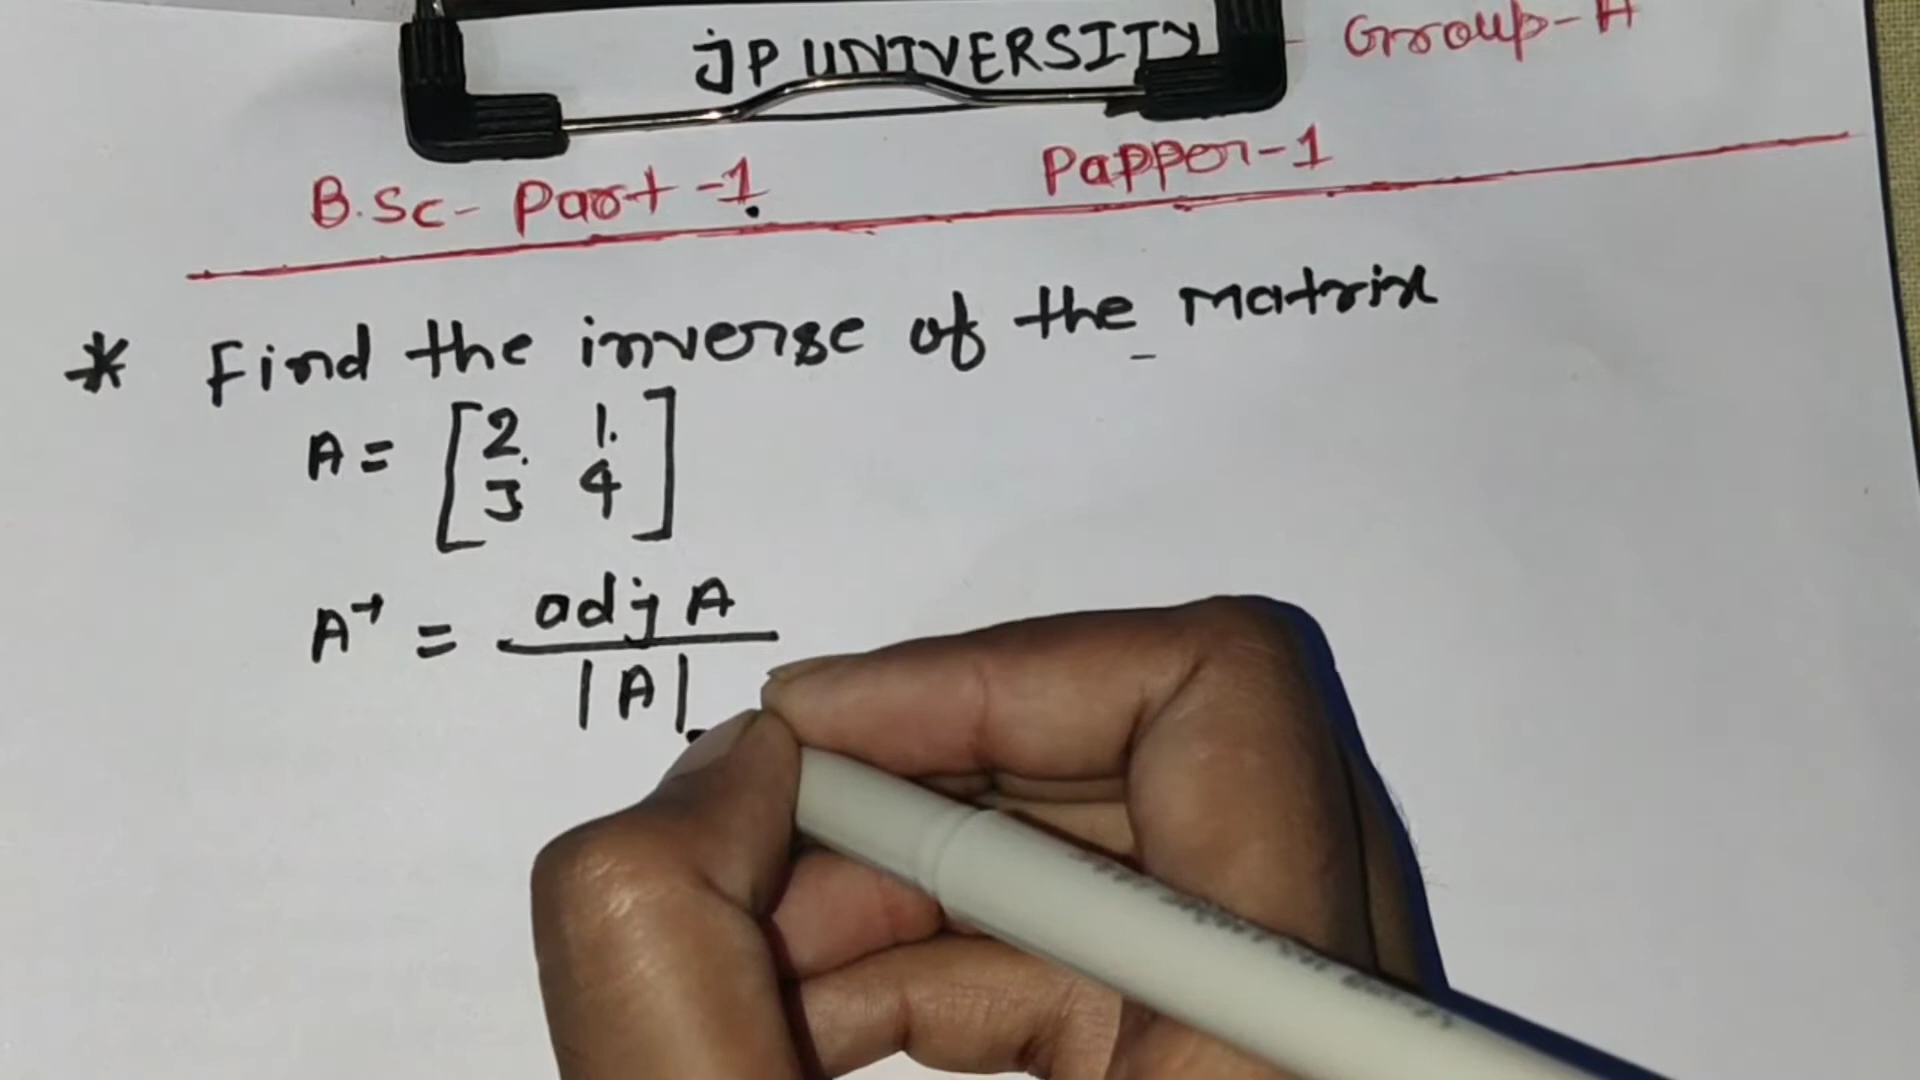 JP UNIVERSITY
Group-A
B.Sc- Part-1
Papper-1
* Find the inverse of the matrix
A = [2 1
3 4]
A⁻¹ = adj A
|A|